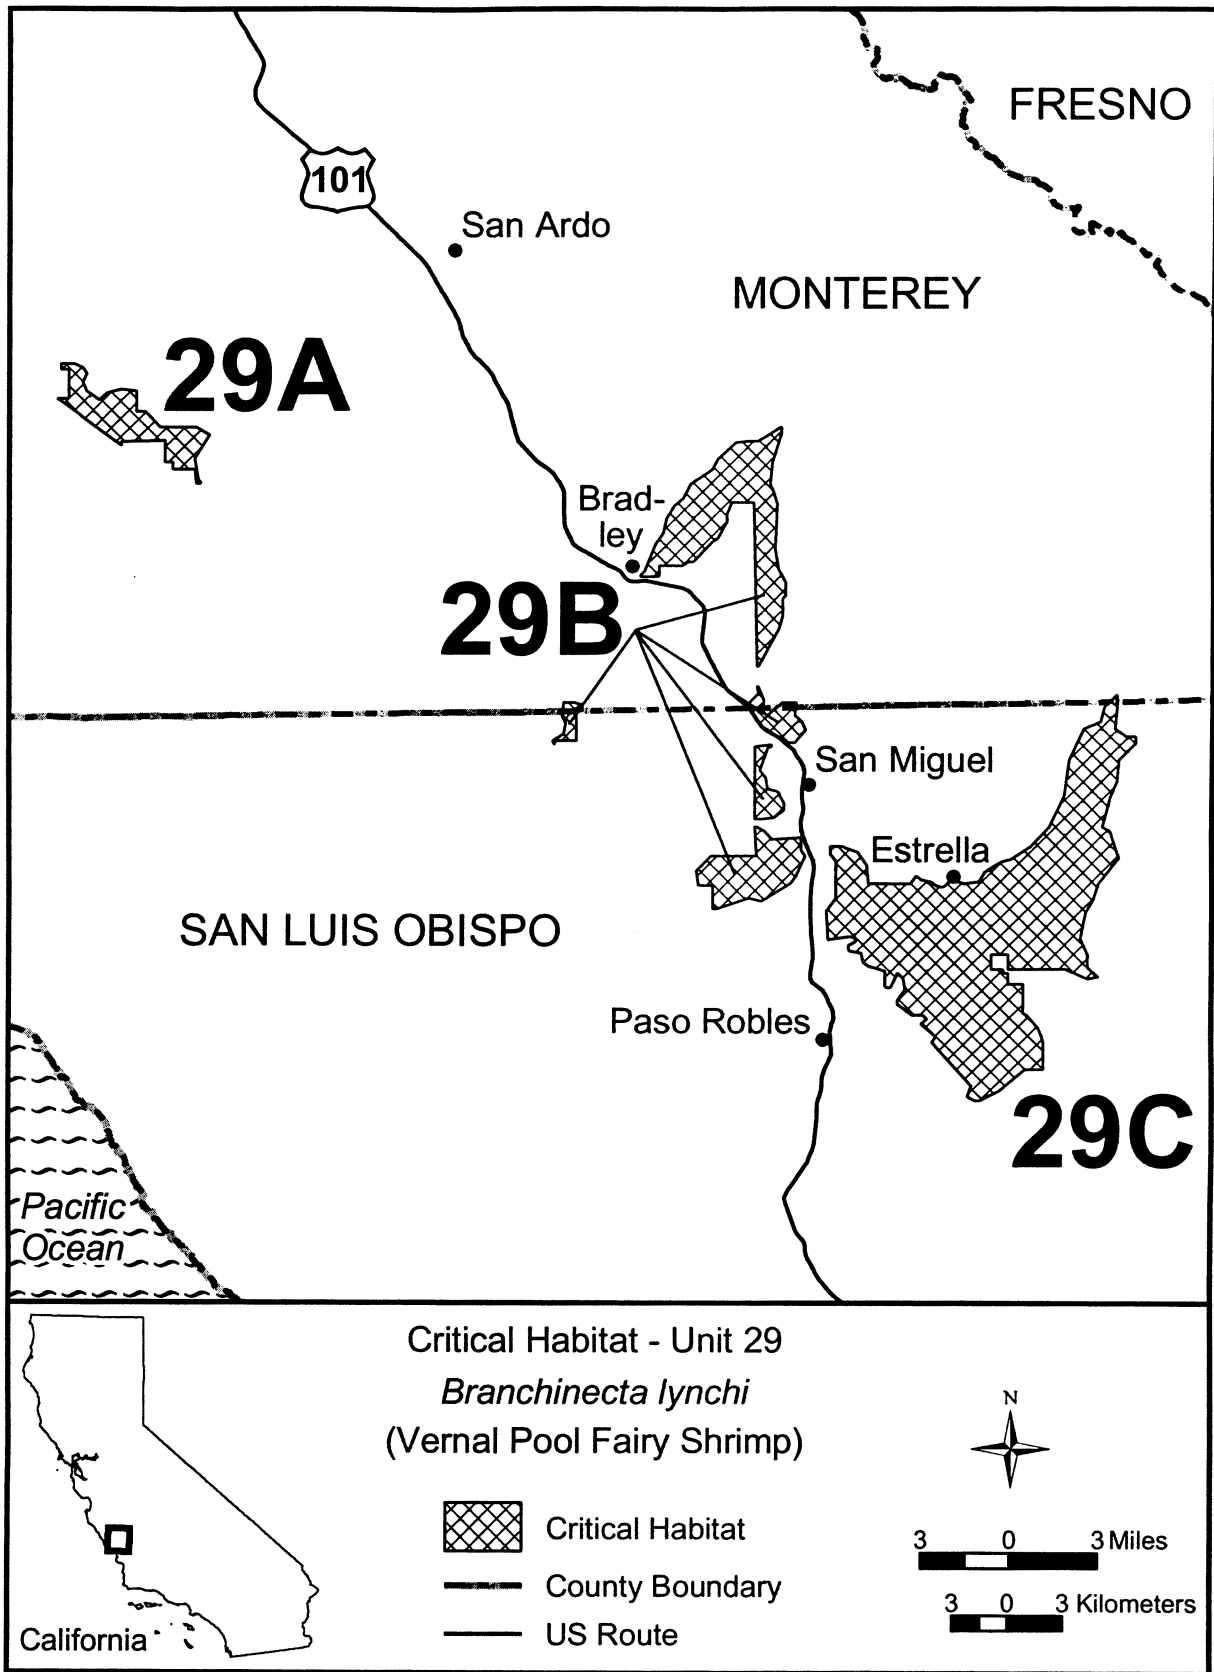 FRESNO
101
San Ardo
MONTEREY
29A
Brad-
ley
29B
San Miguel
Estrella
SAN LUIS OBISPO
Paso Robles
29C
Pacific
Ocean
Critical Habitat - Unit 29
Branchinecta lynchi
(Vernal Pool Fairy Shrimp)
N
Critical Habitat
3 0 3 Miles
County Boundary
3 0 3 Kilometers
US Route
California